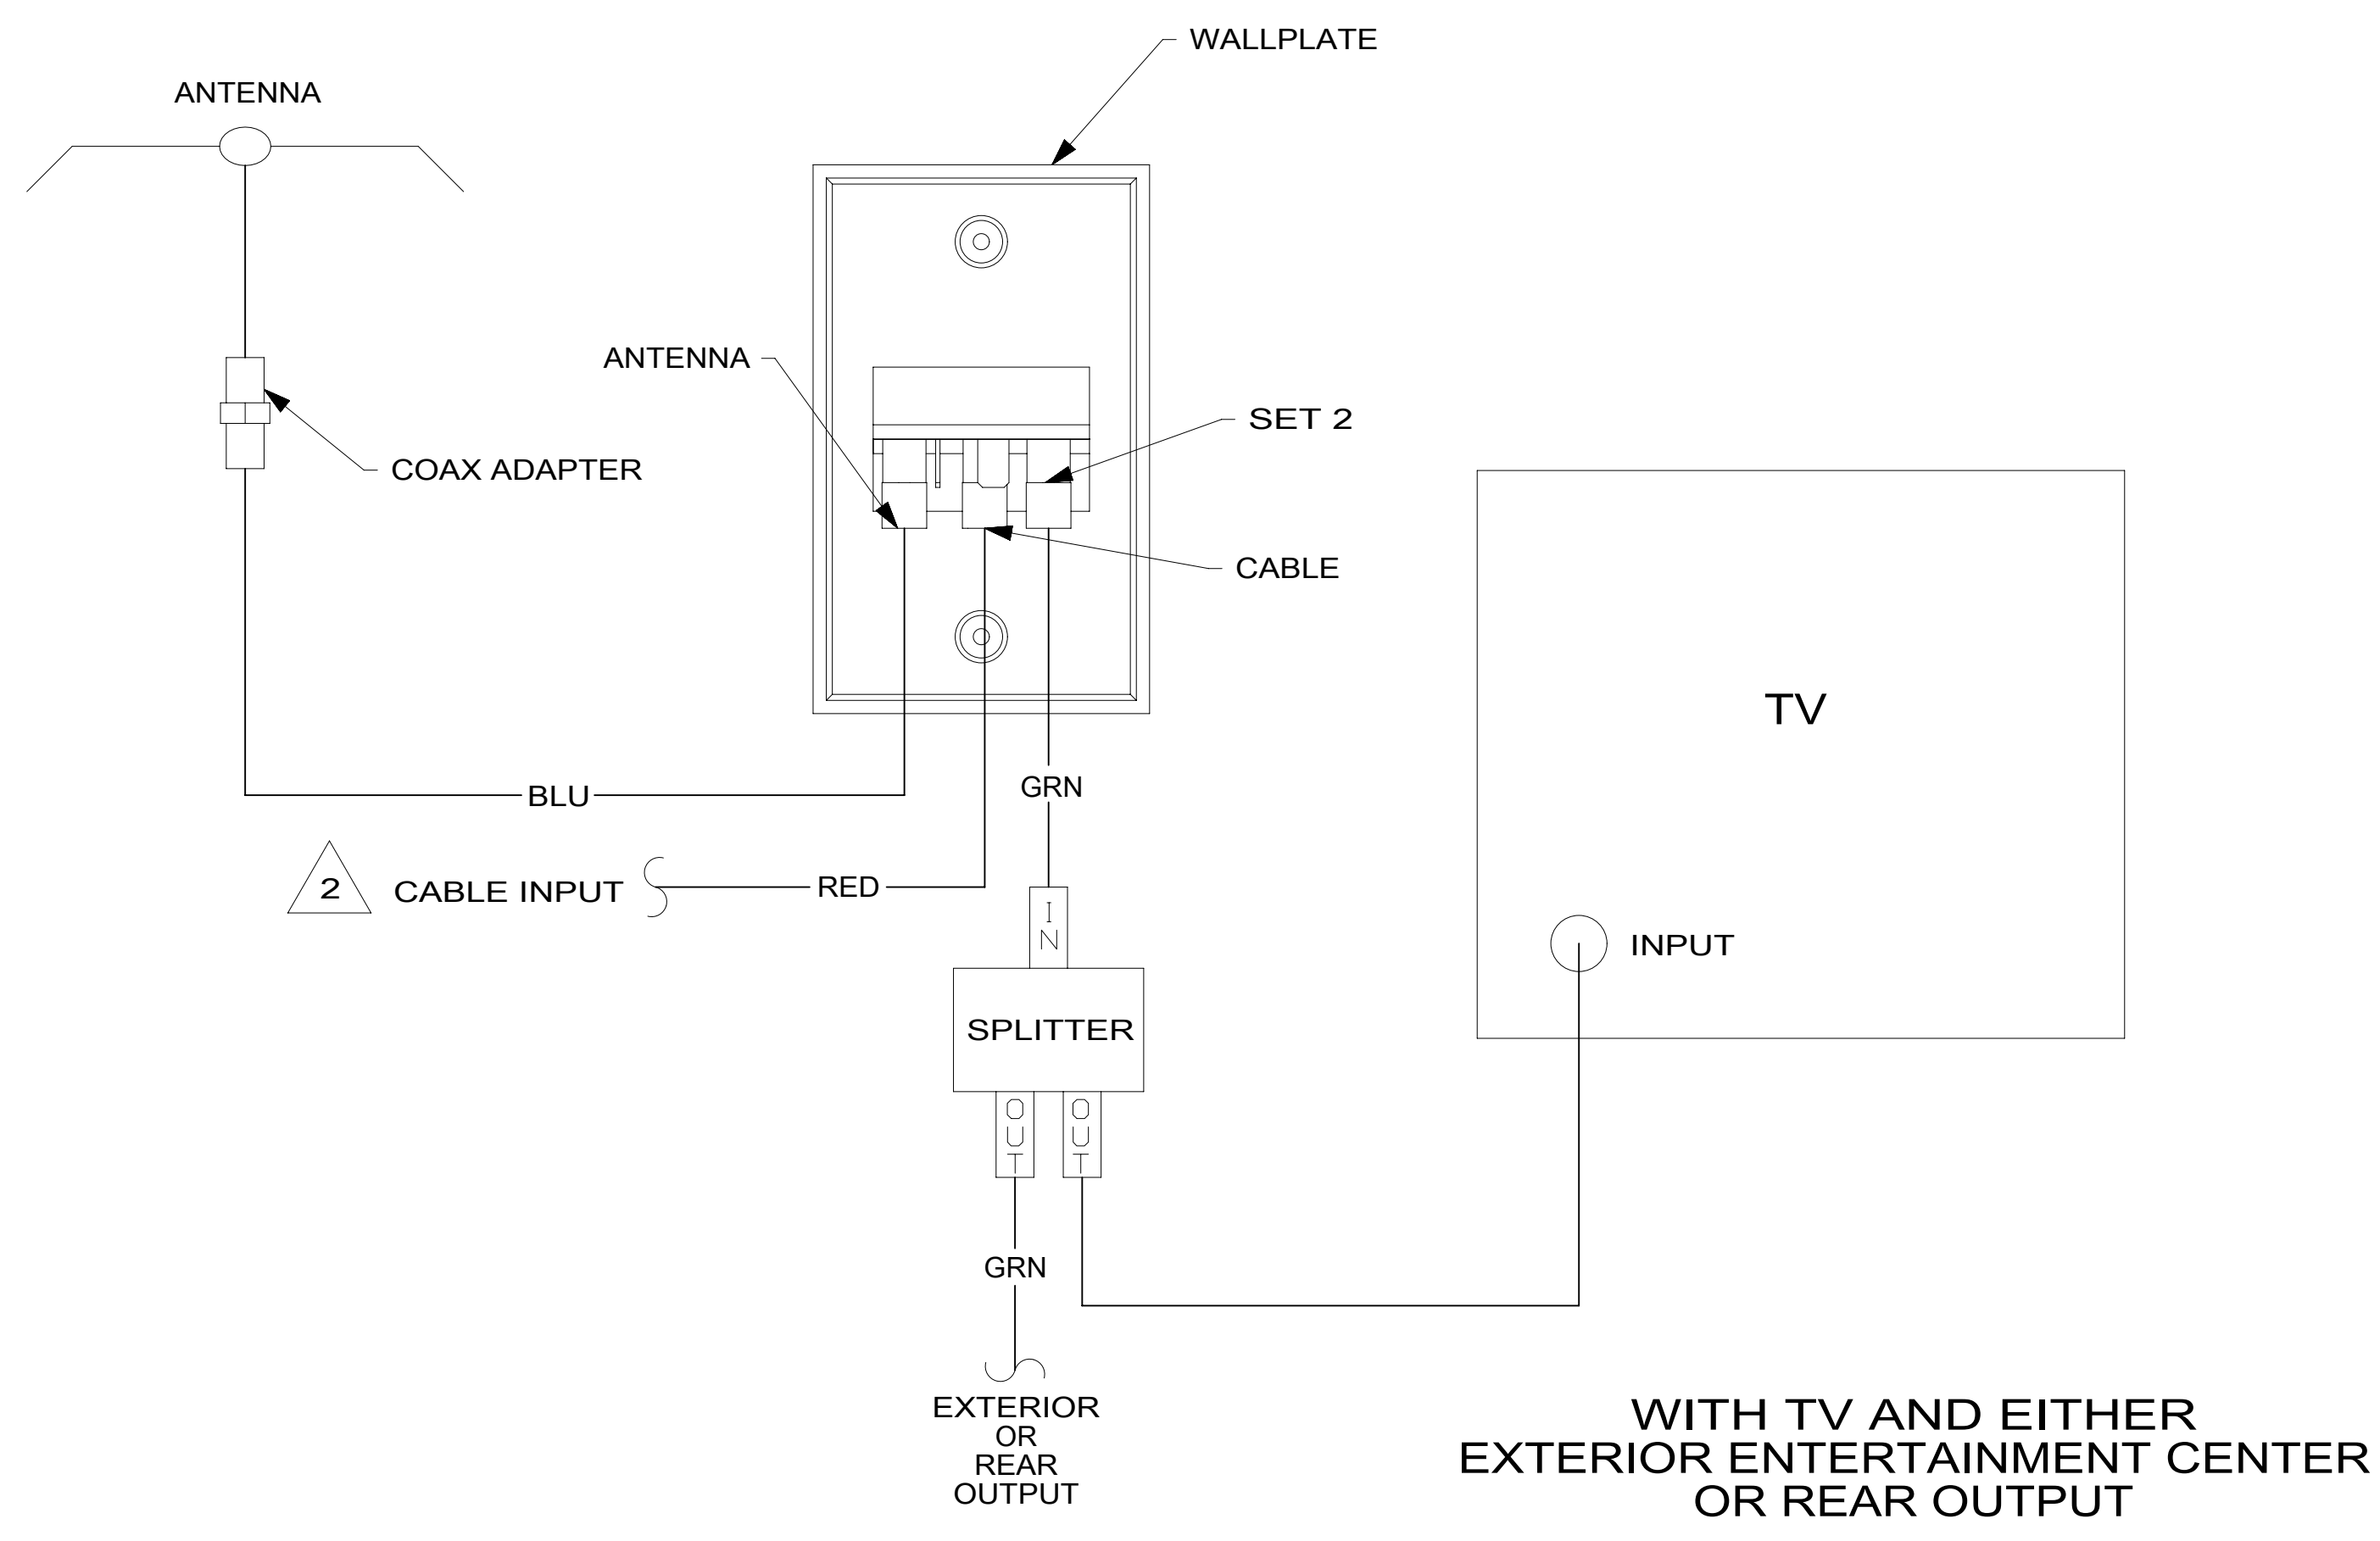 WALLPLATE
ANTENNA
ANTENNA
SET 2
COAX ADAPTER
CABLE
TV
BLU
GRN
2
CABLE INPUT
RED
IN
INPUT
SPLITTER
OUT
OUT
GRN
EXTERIOR
OR
REAR
OUTPUT
WITH TV AND EITHER
EXTERIOR ENTERTAINMENT CENTER
OR REAR OUTPUT